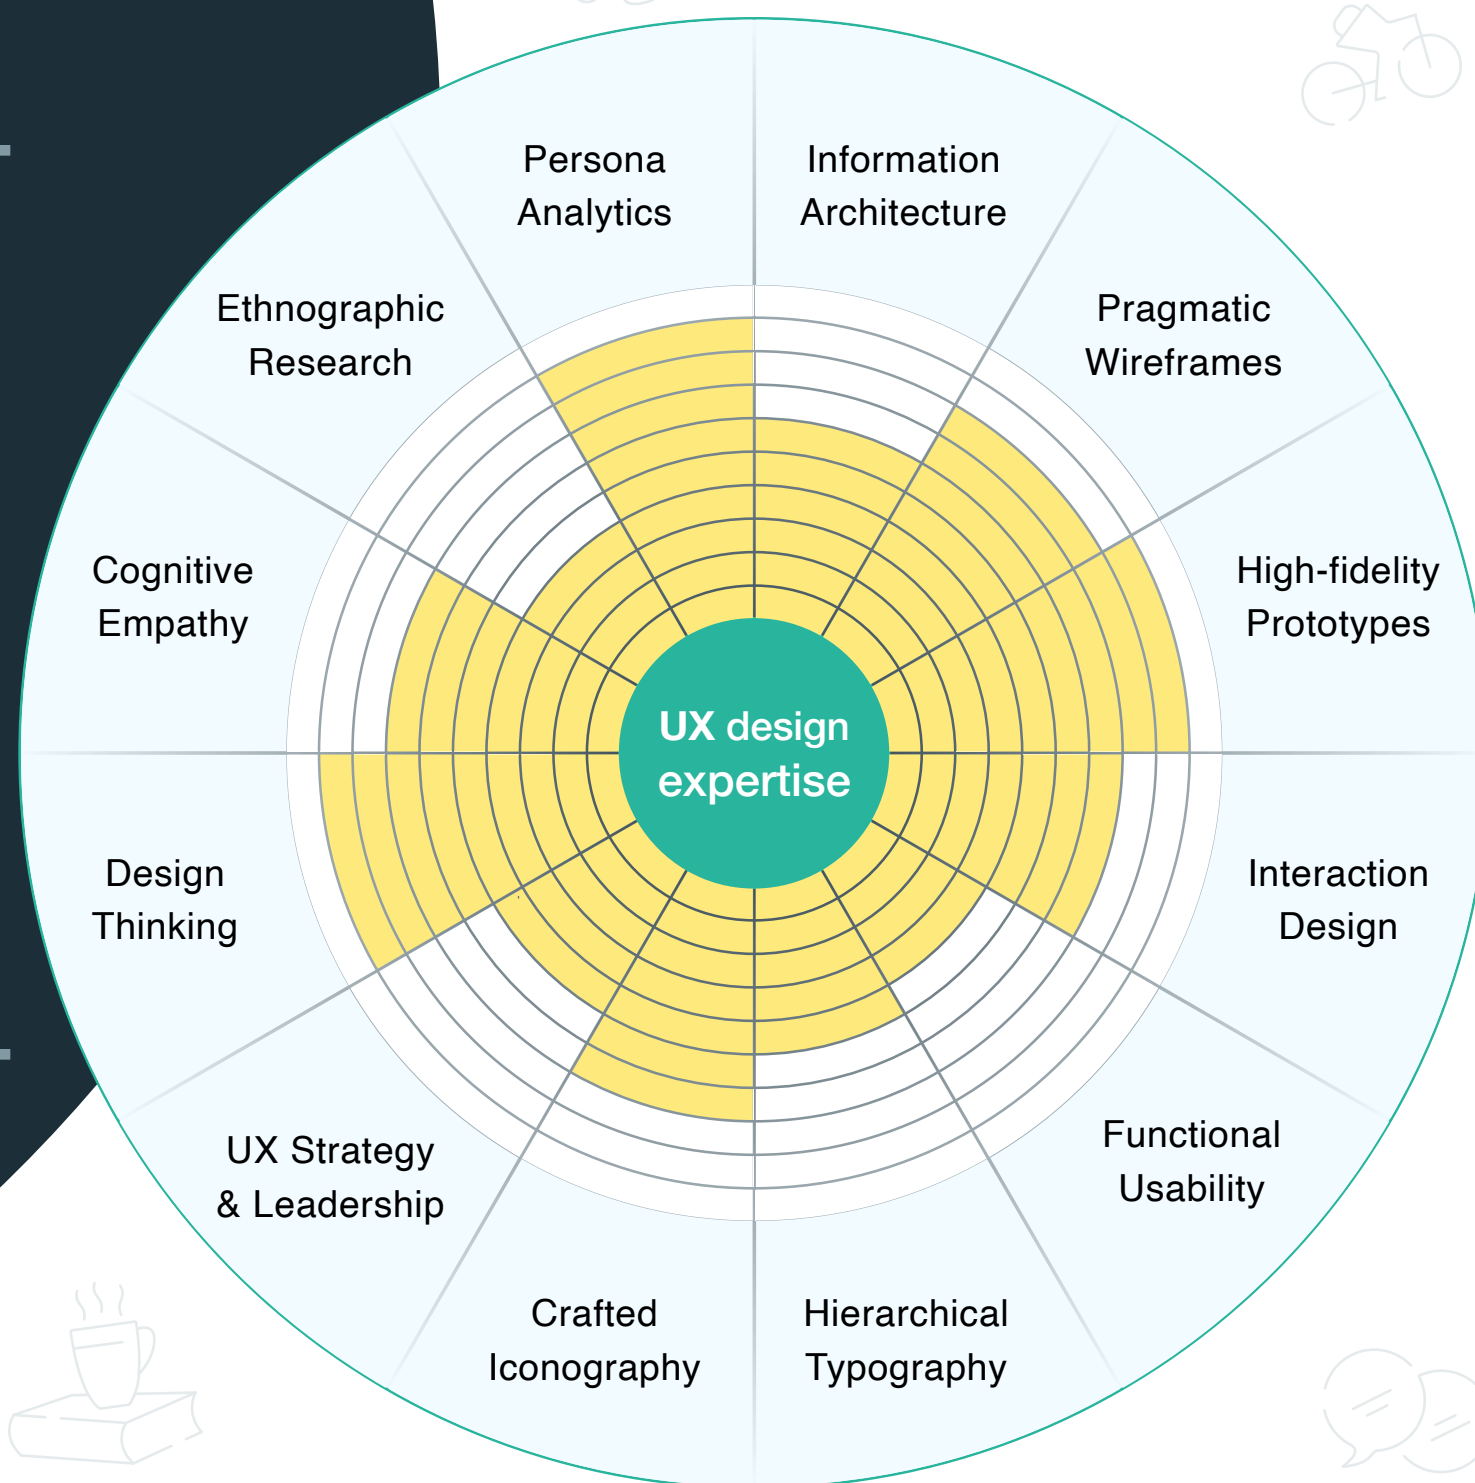 Persona
Analytics
Information
Architecture
Ethnographic
Research
Pragmatic
Wireframes
Cognitive
Empathy
High-fidelity
Prototypes
UX design
expertise
Design
Thinking
Interaction
Design
UX Strategy
& Leadership
Functional
Usability
Crafted
Iconography
Hierarchical
Typography